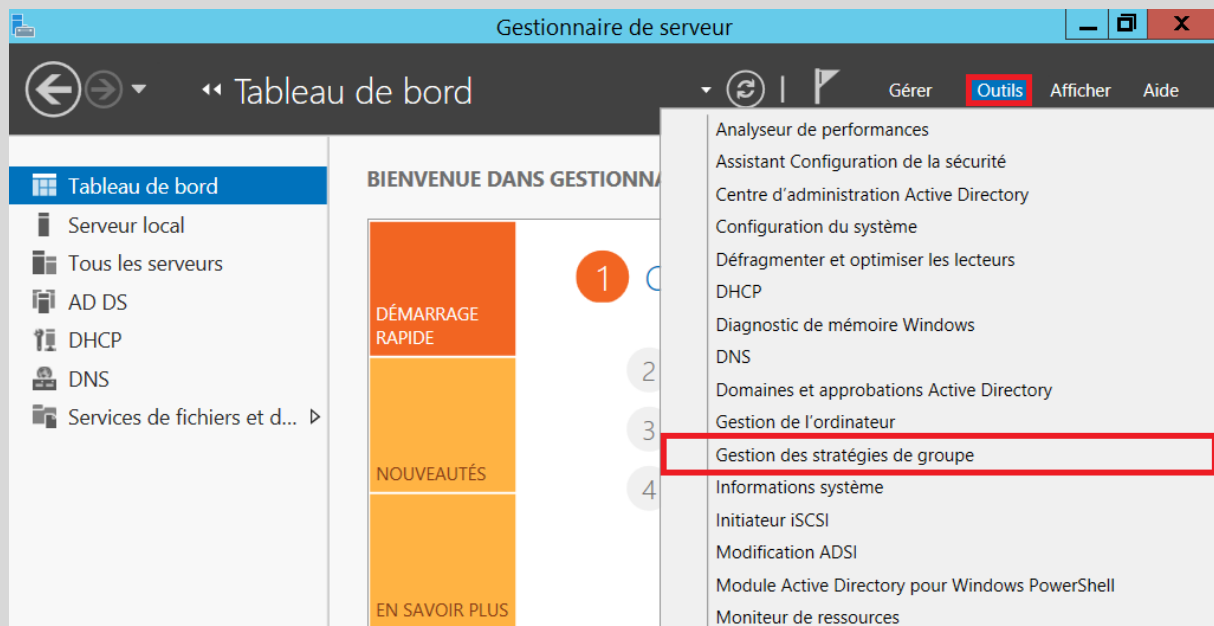 Gestionnaire de serveur
Tableau de bord
Gérer Outils Afficher Aide
Tableau de bord
Serveur local
Tous les serveurs
AD DS
DHCP
DNS
Services de fichiers et d...
BIENVENUE DANS GESTIONNA
DÉMARRAGE
RAPIDE
NOUVEAUTÉS
EN SAVOIR PLUS
1
2
3
4
Analyseur de performances
Assistant Configuration de la sécurité
Centre d'administration Active Directory
Configuration du système
Défragmenter et optimiser les lecteurs
DHCP
Diagnostic de mémoire Windows
DNS
Domaines et approbations Active Directory
Gestion de l'ordinateur
Gestion des stratégies de groupe
Informations système
Initiateur iSCSI
Modification ADSI
Module Active Directory pour Windows PowerShell
Moniteur de ressources